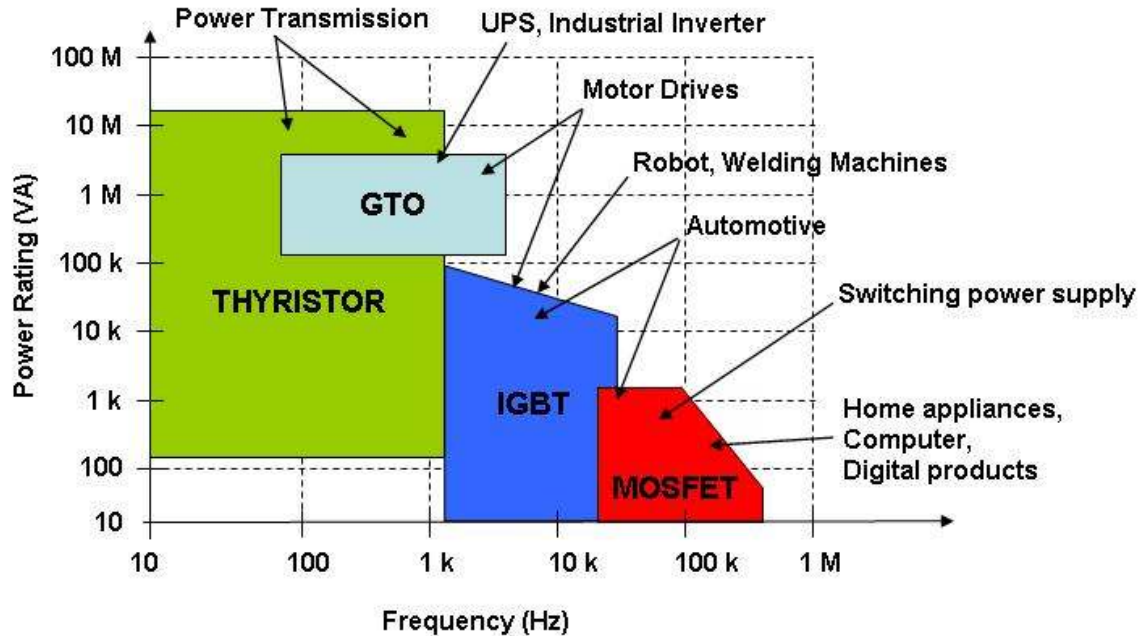 Power Transmission
UPS, Industrial Inverter
100 M
Motor Drives
10 M
Robot, Welding Machines
1 M
GTO
Automotive
100 k
THYRISTOR
Switching power supply
10 k
1 k
IGBT
Home appliances,
Computer,
Digital products
100
MOSFET
10
Power Rating (VA)
10 100 1 k 10 k 100 k 1 M
Frequency (Hz)